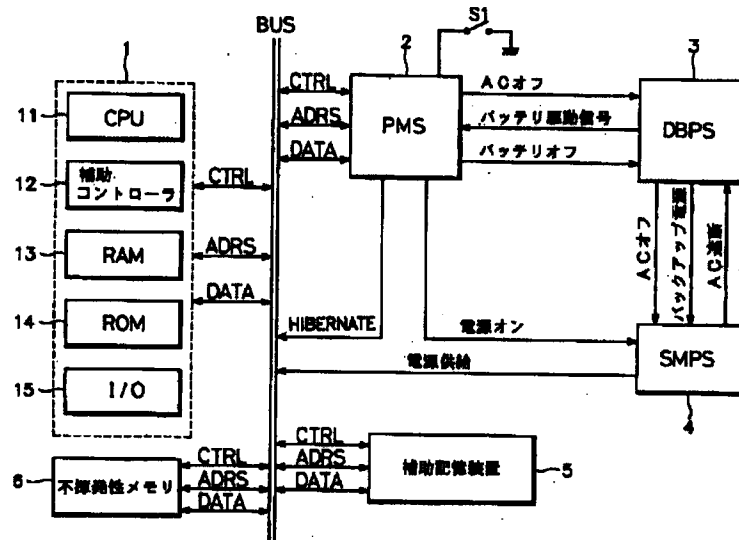 BUS
S1
1
2
3
11
CPU
CTRL
ADRS
DATA
PMS
ACオフ
バッテリ駆動信号
バッテリオフ
DBPS
12
補助
コントローラ
CTRL
13
RAM
ADRS
DATA
14
ROM
HIBERNATE
電源オン
ACオフ
バックアップ電源
AC遮断
15
I/O
電源供給
SMPS
4
6
不揮発性メモリ
CTRL
ADRS
DATA
CTRL
ADRS
DATA
補助記憶装置
5